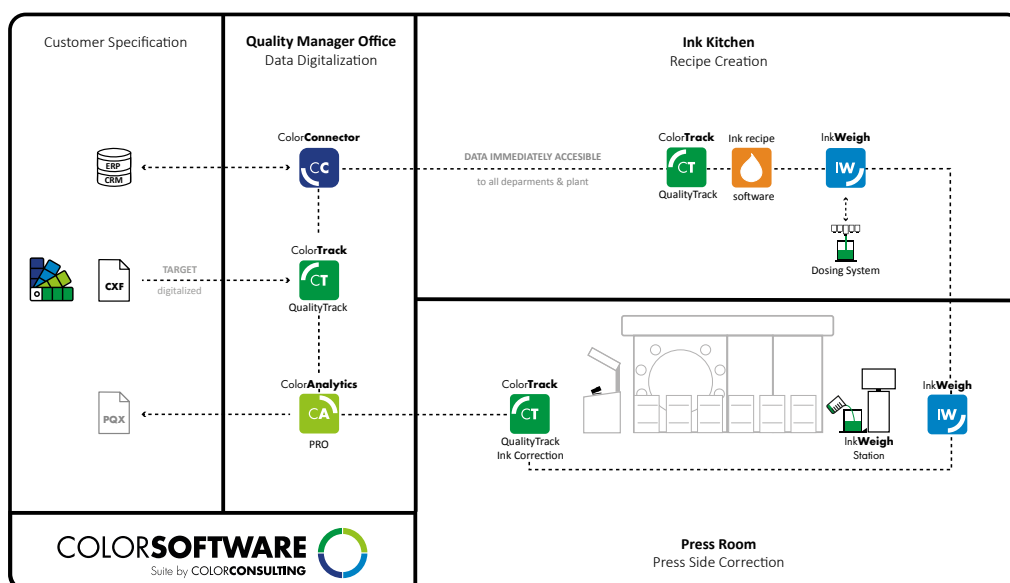 Customer Specification
Quality Manager Office
Data Digitalization
Ink Kitchen
Recipe Creation
ERP
CRM
ColorConnector
CC
DATA IMMEDIATELY ACCESIBLE
to all deparments & plant
ColorTrack
CT
QualityTrack
Ink recipe
software
InkWeigh
IW
Dosing System
CXF
TARGET
digitalized
ColorTrack
CT
QualityTrack
PQX
ColorAnalytics
CA
PRO
ColorTrack
CT
QualityTrack
Ink Correction
InkWeigh
Station
InkWeigh
IW
COLORSOFTWARE
Suite by COLORCONSULTING
Press Room
Press Side Correction